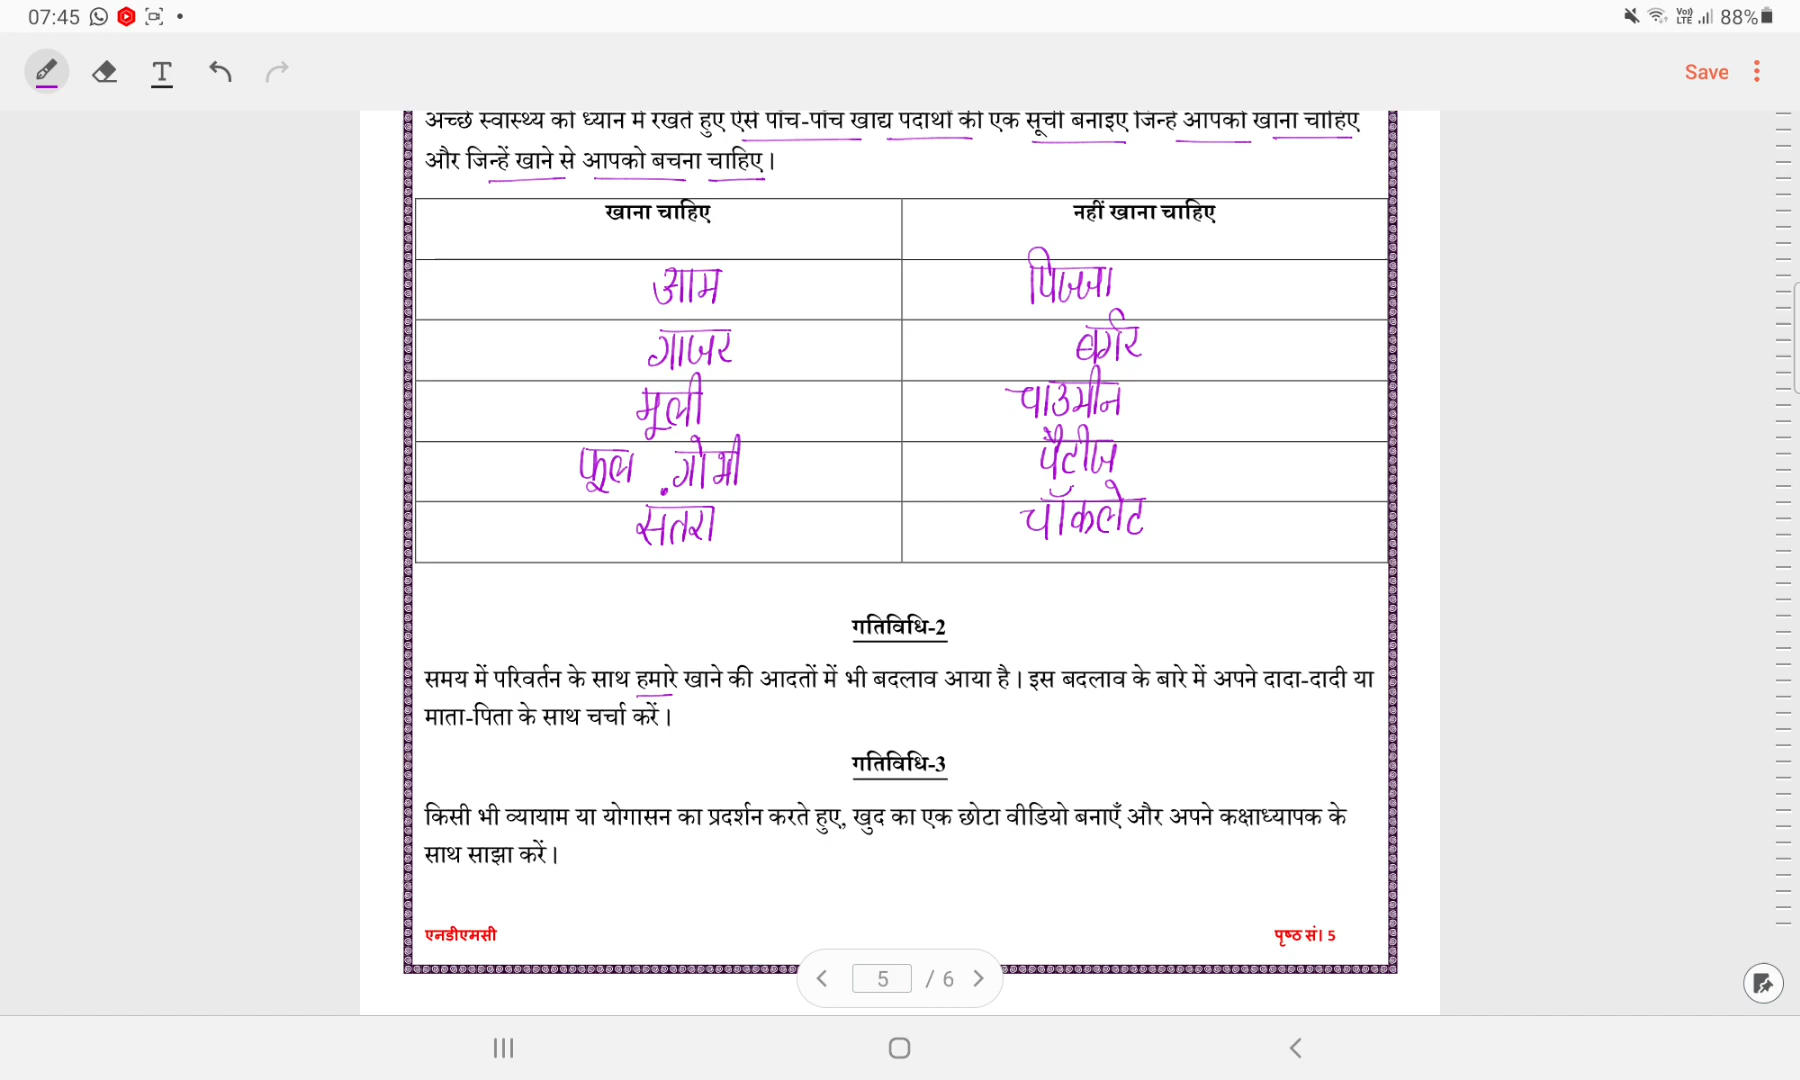 07:45
Vo)) LTE 88%
T Save
अच्छे स्वास्थ्य को ध्यान में रखते हुए ऐसे पाँच-पाँच खाद्य पदार्थों की एक सूची बनाइए जिन्हें आपको खाना चाहिए
और जिन्हें खाने से आपको बचना चाहिए।
खाना चाहिए नहीं खाना चाहिए
आम पिज्जा
गाजर बर्गर
मूली चाउमीन
फूल गोभी पैटीज
संतरा चॉकलेट
गतिविधि-2
समय में परिवर्तन के साथ हमारे खाने की आदतों में भी बदलाव आया है। इस बदलाव के बारे में अपने दादा-दादी या
माता-पिता के साथ चर्चा करें।
गतिविधि-3
किसी भी व्यायाम या योगासन का प्रदर्शन करते हुए, खुद का एक छोटा वीडियो बनाएँ और अपने कक्षाध्यापक के
साथ साझा करें।
एनडीएमसी पृष्ठ सं। 5
5 / 6